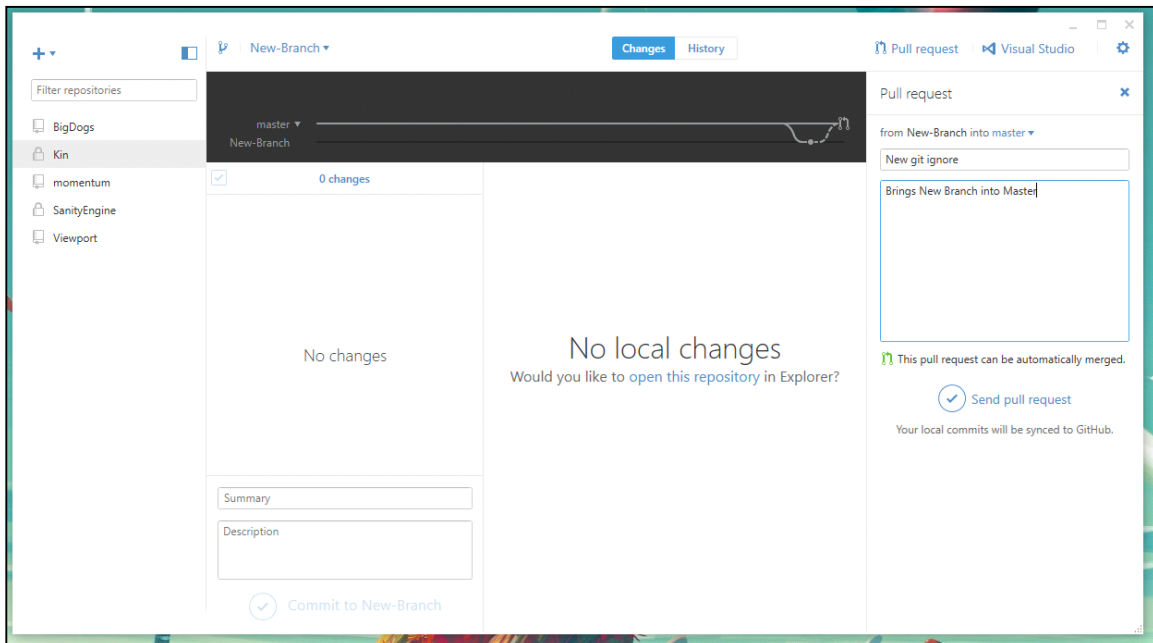 New-Branch
Changes
History
Pull request
Visual Studio
Filter repositories
BigDogs
Kin
momentum
SanityEngine
Viewport
master
New-Branch
0 changes
No changes
Summary
Description
Commit to New-Branch
No local changes
Would you like to open this repository in Explorer?
Pull request
from New-Branch into master
New git ignore
Brings New Branch into Master
This pull request can be automatically merged.
Send pull request
Your local commits will be synced to GitHub.